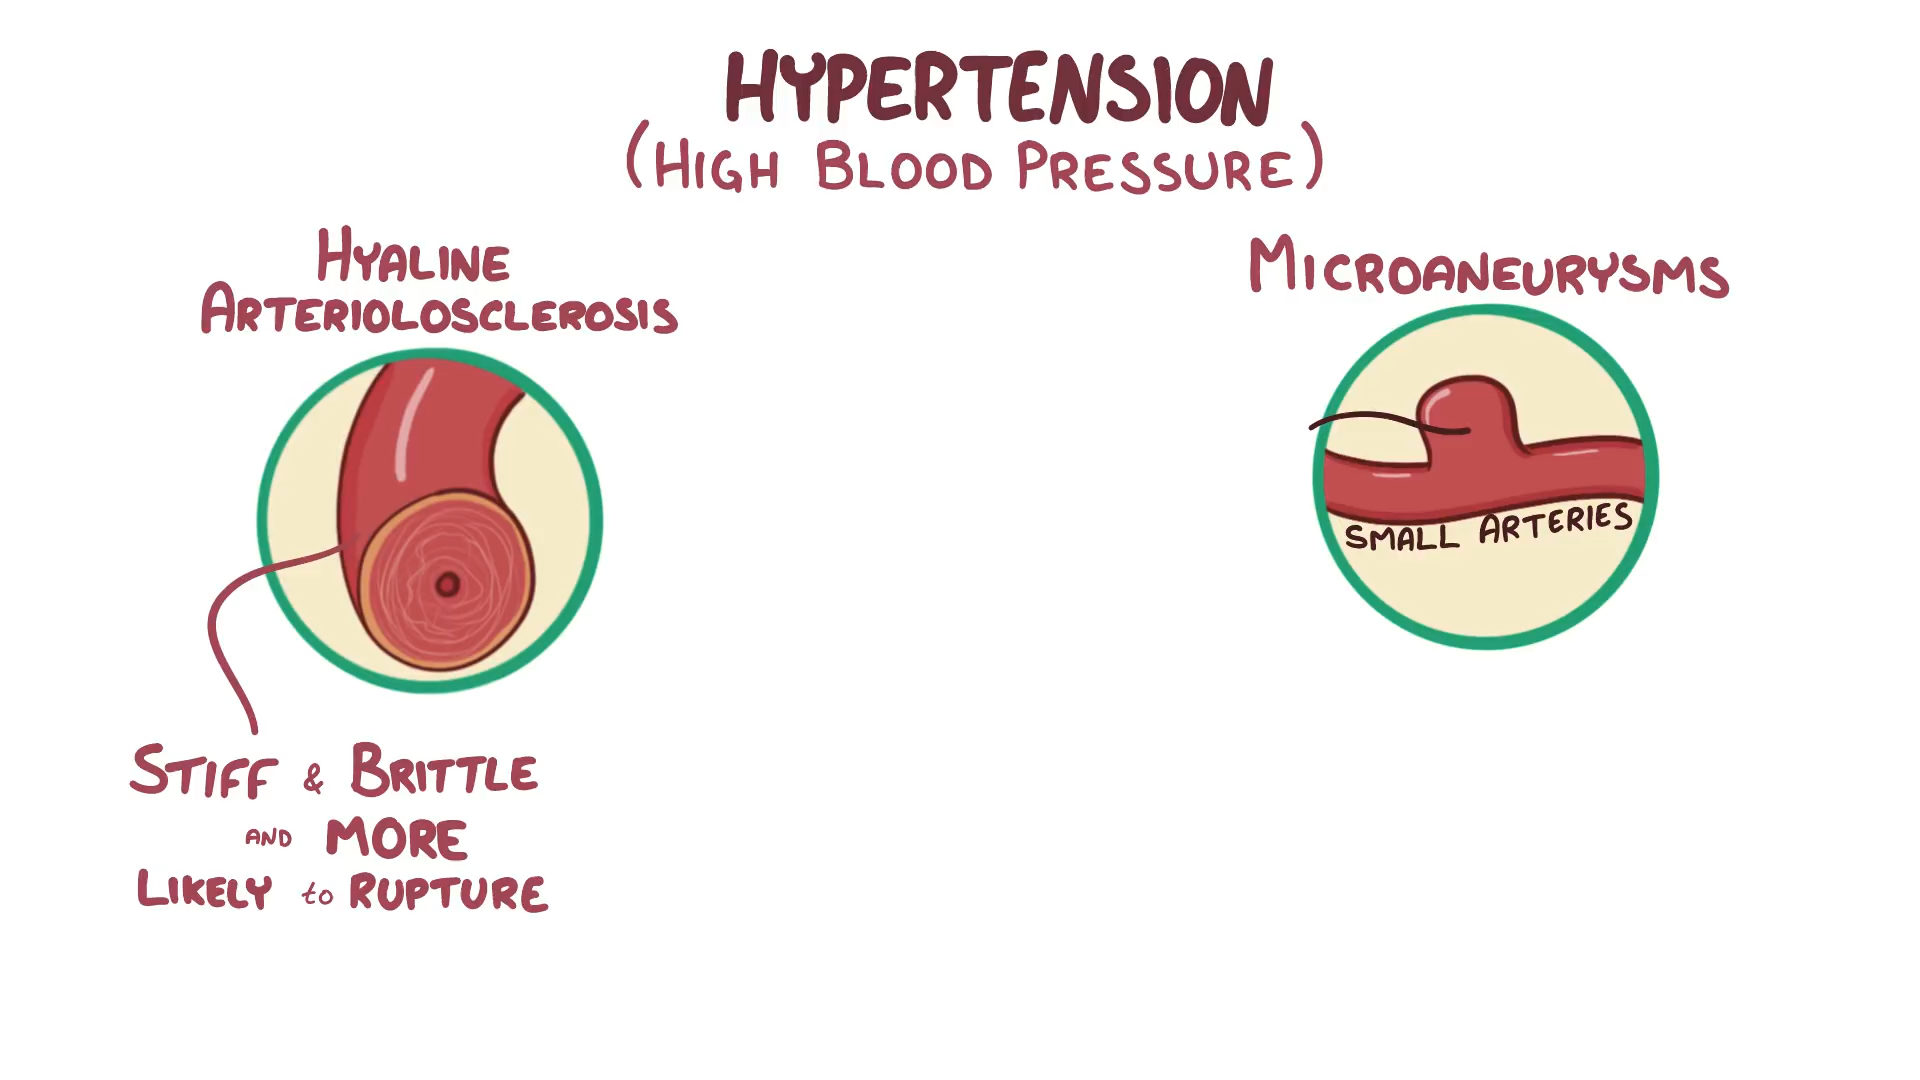 HYPERTENSION
(HIGH BLOOD PRESSURE)
HYALINE
ARTERIOLOSCLEROSIS
STIFF & BRITTLE
AND MORE
LIKELY to RUPTURE
MICROANEURYSMS
SMALL ARTERIES